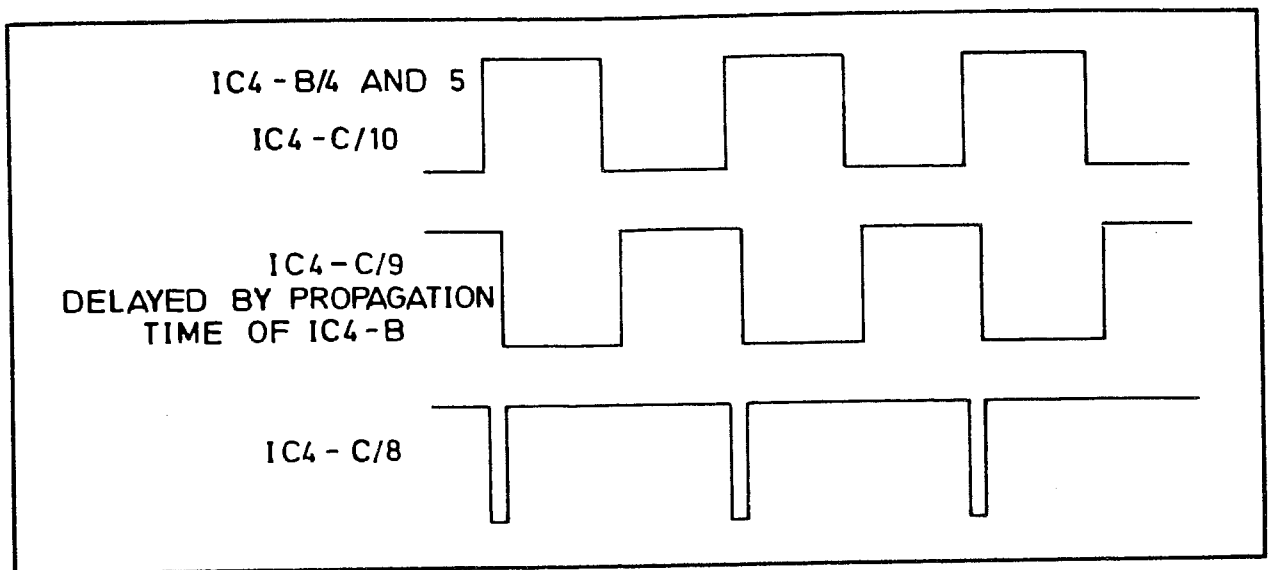 IC4-B/4 AND 5
IC4-C/10
IC4-C/9
DELAYED BY PROPAGATION
TIME OF IC4-B
IC4-C/8